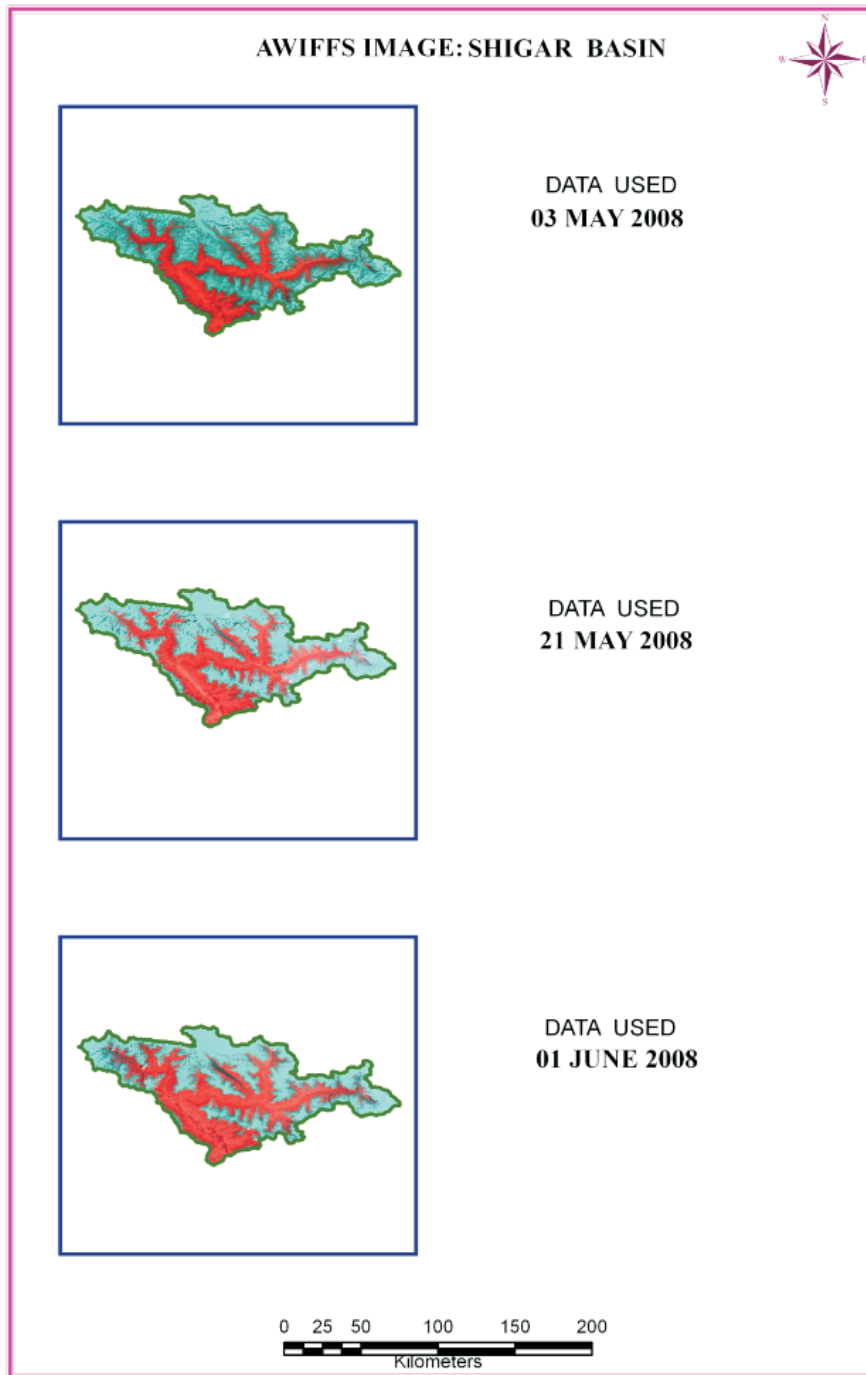 AWIFFS IMAGE: SHIGAR BASIN
N
W
E
S
DATA USED
03 MAY 2008
DATA USED
21 MAY 2008
DATA USED
01 JUNE 2008
0 25 50 100 150 200
Kilometers